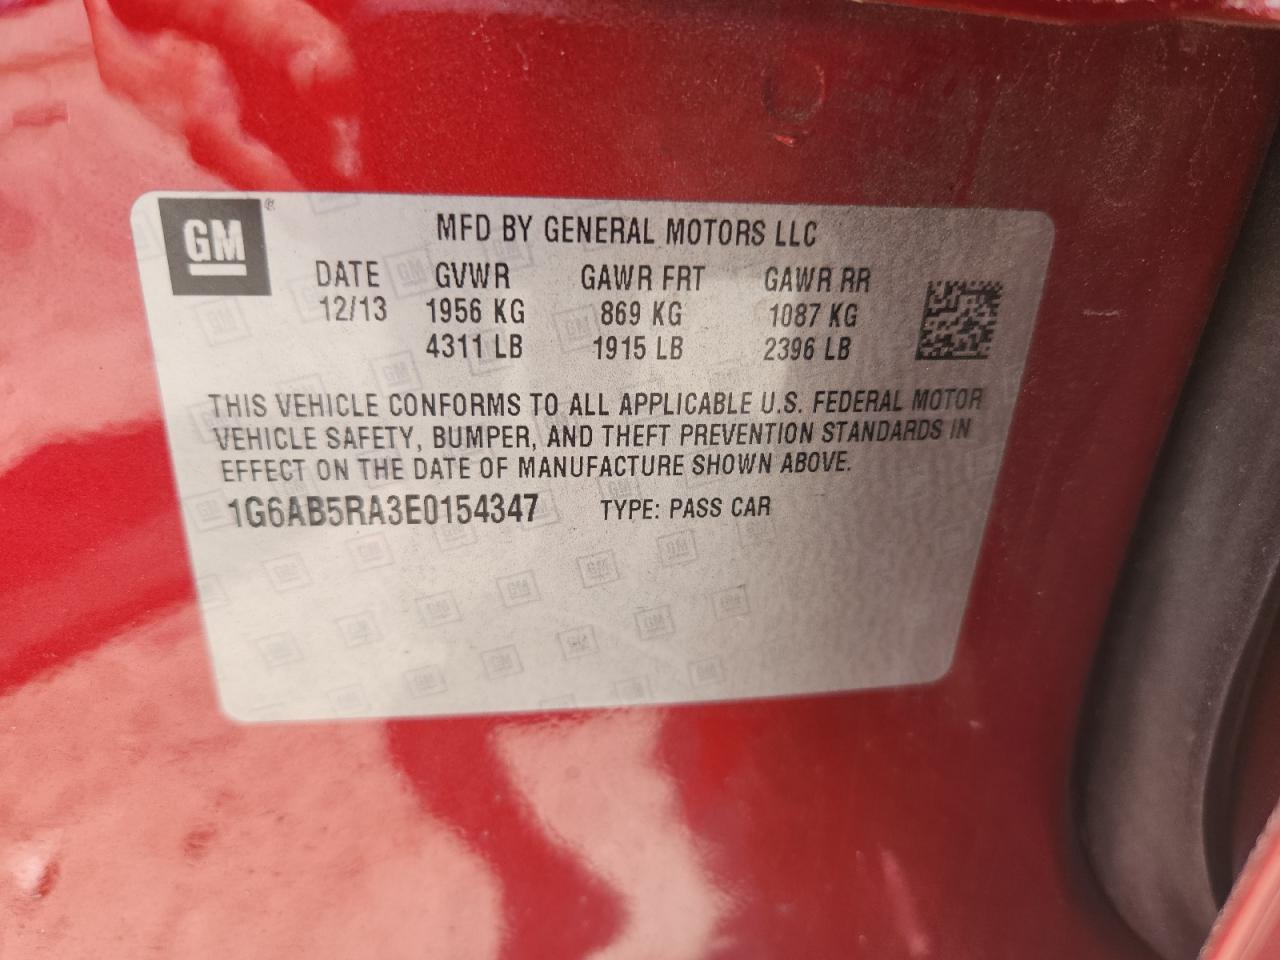 GM ®
MFD BY GENERAL MOTORS LLC
DATE GVWR GAWR FRT GAWR RR
12/13 1956 KG 869 KG 1087 KG
4311 LB 1915 LB 2396 LB
THIS VEHICLE CONFORMS TO ALL APPLICABLE U.S. FEDERAL MOTOR
VEHICLE SAFETY, BUMPER, AND THEFT PREVENTION STANDARDS IN
EFFECT ON THE DATE OF MANUFACTURE SHOWN ABOVE.
1G6AB5RA3E0154347 TYPE: PASS CAR